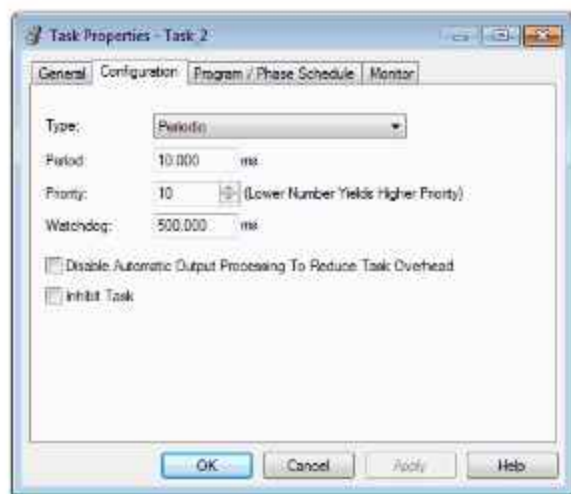 Task Properties - Task_2
General Configuration Program / Phase Schedule Monitor
Type: Periodic
Period: 10.000 ms
Priority: 10 (Lower Number Yields Higher Priority)
Watchdog: 500.000 ms
Disable Automatic Output Processing To Reduce Task Overhead
Inhibit Task
OK Cancel Apply Help